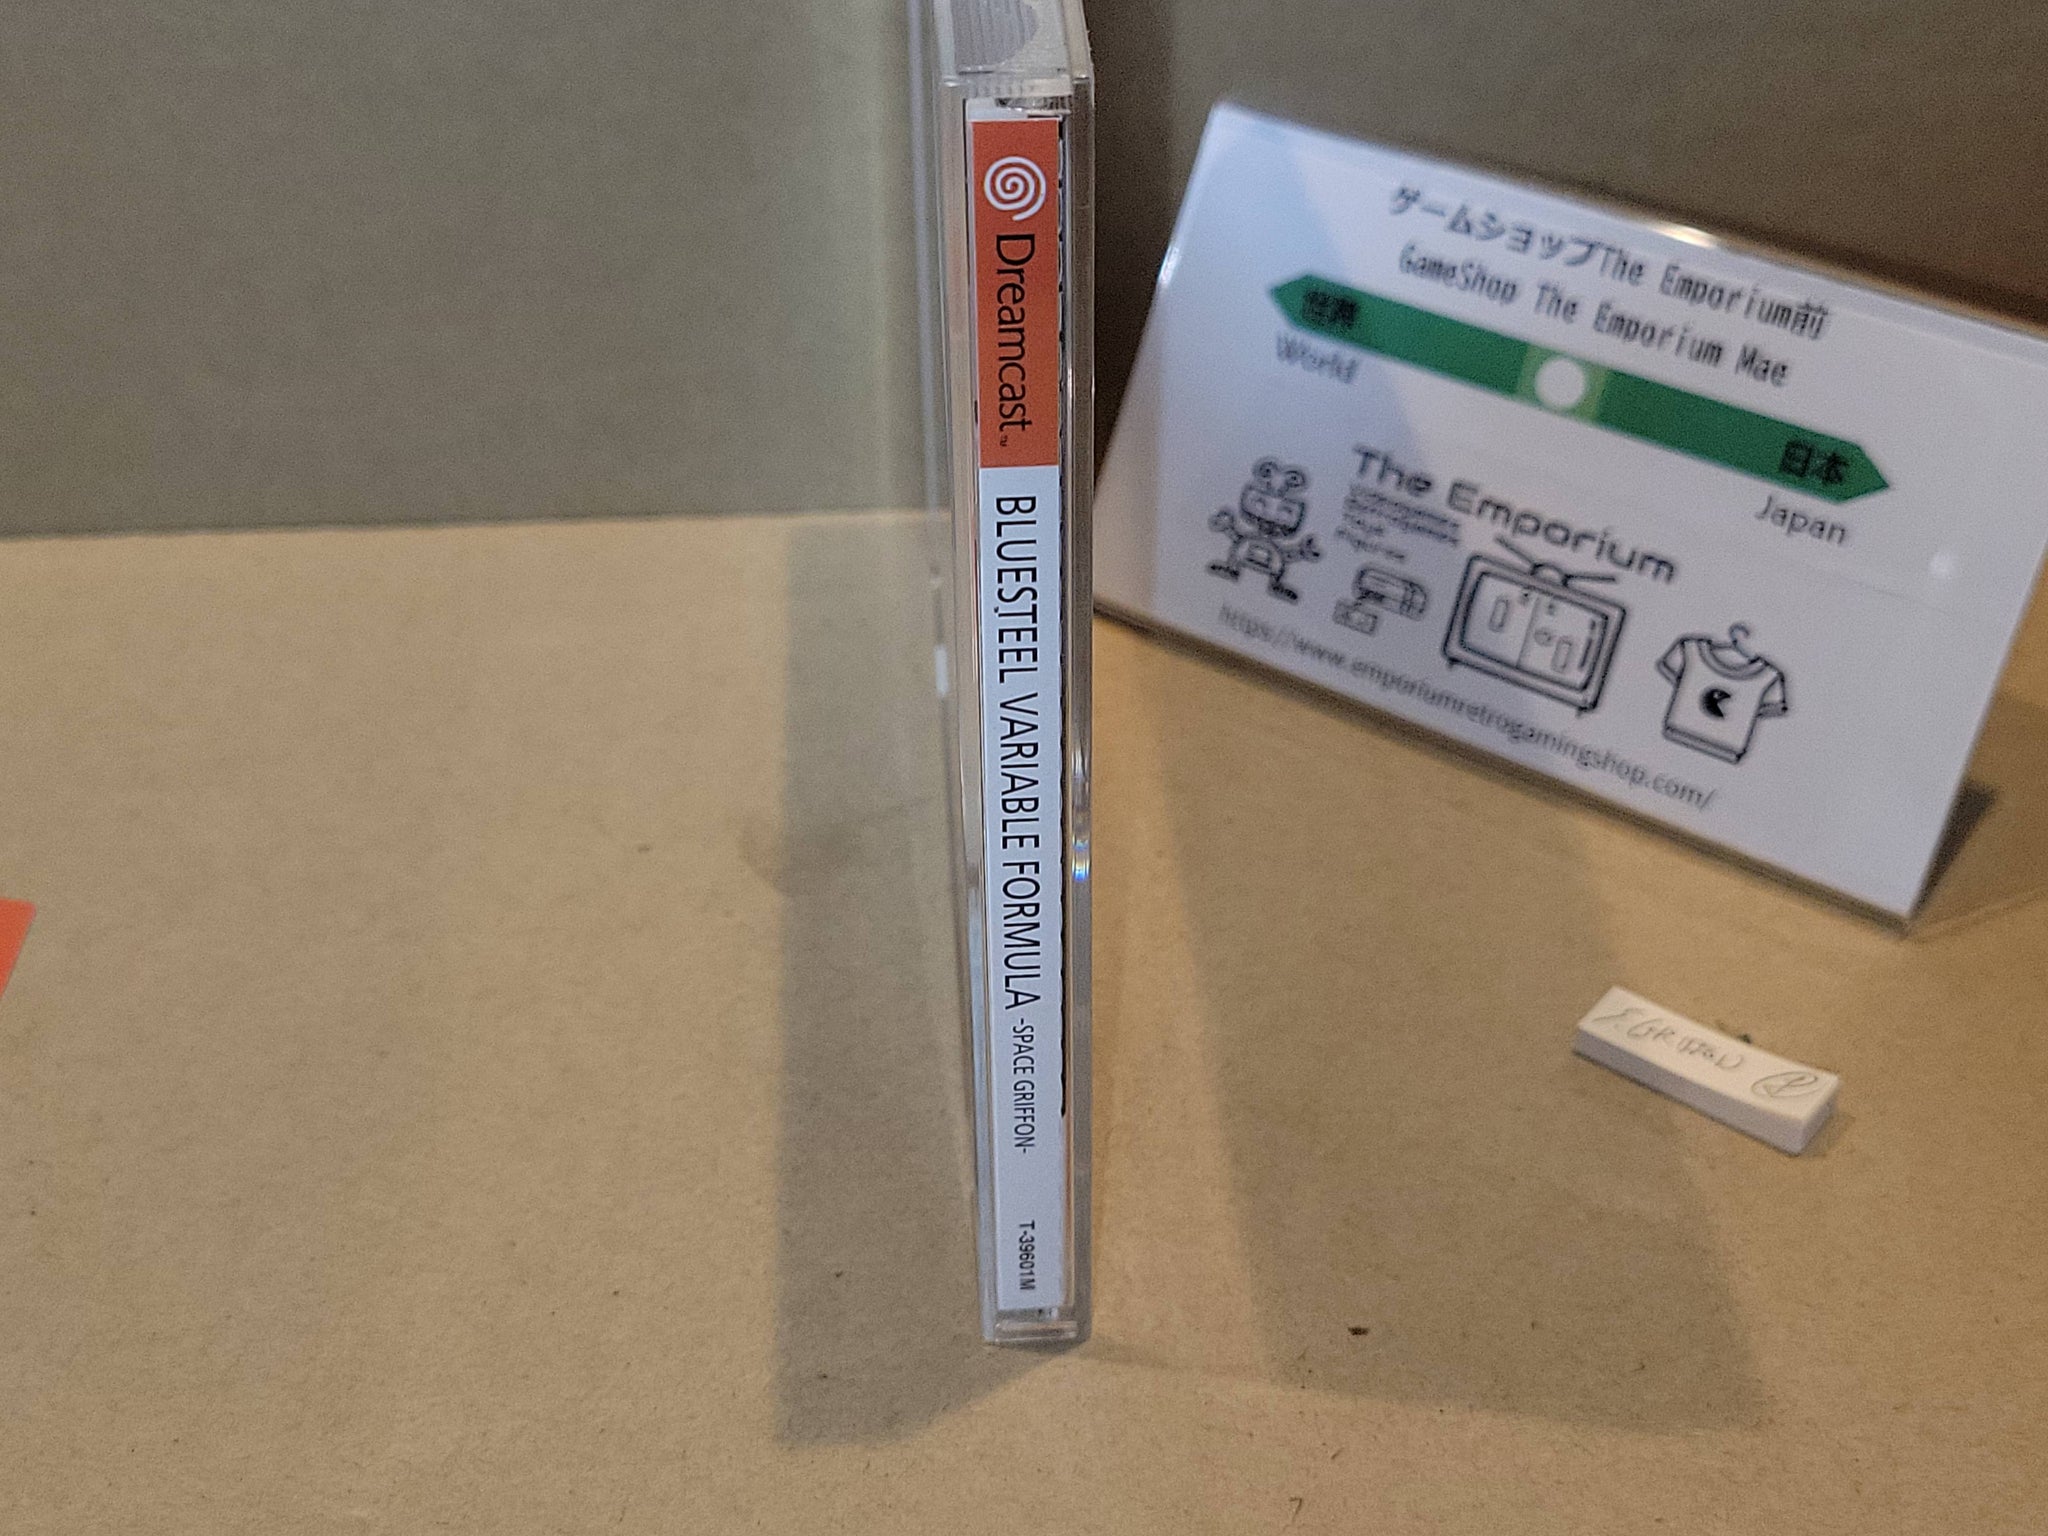 Dreamcast™
BLUESTEEL VARIABLE FORMULA -SPACE GRIFFON-
T-39601M
ゲームショップThe Emporium前
GameShop The Emporium Mae
世界
World
日本
Japan
The Emporium
https://www.emporiumretrogamingshop.com/